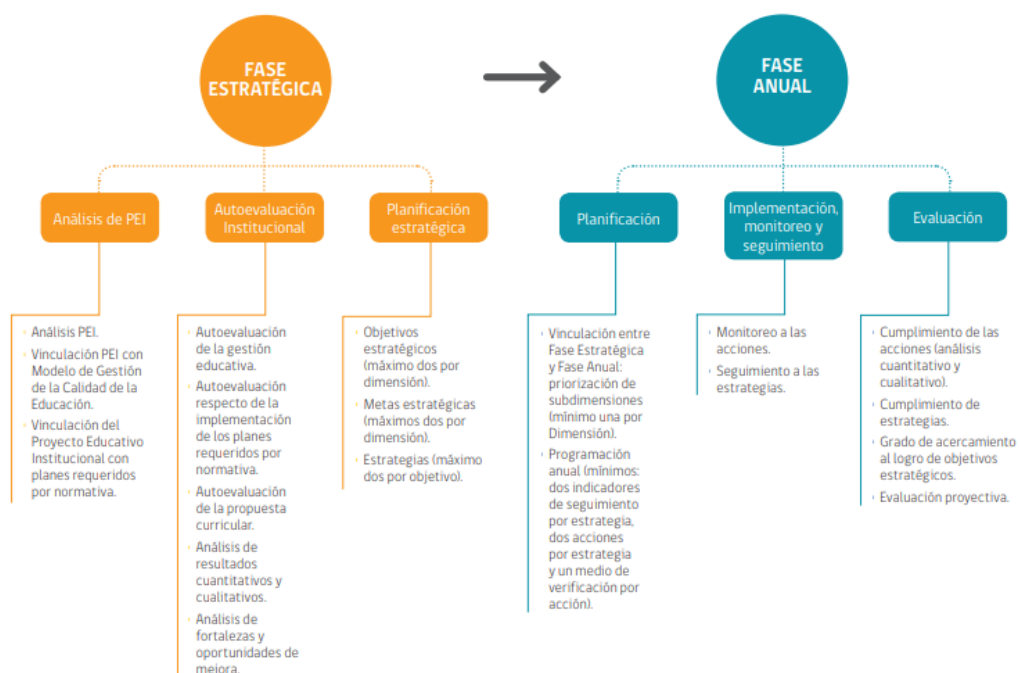 FASE
ESTRATÉGICA
FASE
ANUAL
Análisis de PEI
Autoevaluación
Institucional
Planificación
estratégica
Planificación
Implementación,
monitoreo y
seguimiento
Evaluación
Análisis PEI.
Vinculación PEI con
Modelo de Gestión
de la Calidad de la
Educación.
Vinculación del
Proyecto Educativo
Institucional con
planes requeridos
por normativa.
Autoevaluación
de la gestión
educativa.
Autoevaluación
respecto de la
implementación
de los planes
requeridos por
normativa.
Autoevaluación
de la propuesta
curricular.
Análisis de
resultados
cuantitativos y
cualitativos.
Análisis de
fortalezas y
oportunidades de
mejora.
Objetivos
estratégicos
(máximo dos por
dimensión).
Metas estratégicas
(máximos dos por
dimensión).
Estrategias (máximo
dos por objetivo).
Vinculación entre
Fase Estratégica
y Fase Anual:
priorización de
subdimensiones
(mínimo una por
Dimensión).
Programación
anual (mínimos:
dos indicadores
de seguimiento
por estrategia,
dos acciones
por estrategia
y un medio de
verificación por
acción).
Monitoreo a las
acciones.
Seguimiento a las
estrategias.
Cumplimiento de las
acciones (análisis
cuantitativo y
cualitativo).
Cumplimiento de
estrategias.
Grado de acercamiento
al logro de objetivos
estratégicos.
Evaluación proyectiva.